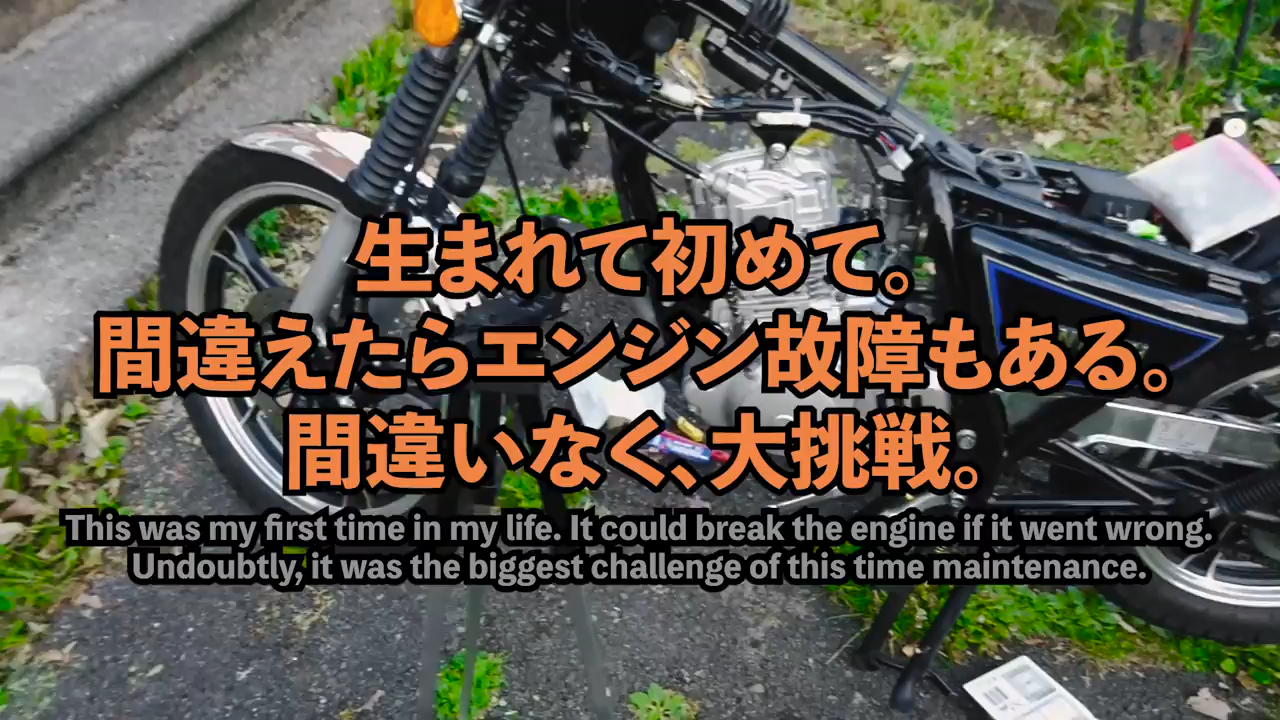 生まれて初めて。
間違えたらエンジン故障もある。
間違いなく、大挑戦。
This was my first time in my life. It could break the engine if it went wrong.
Undoubtly, it was the biggest challenge of this time maintenance.